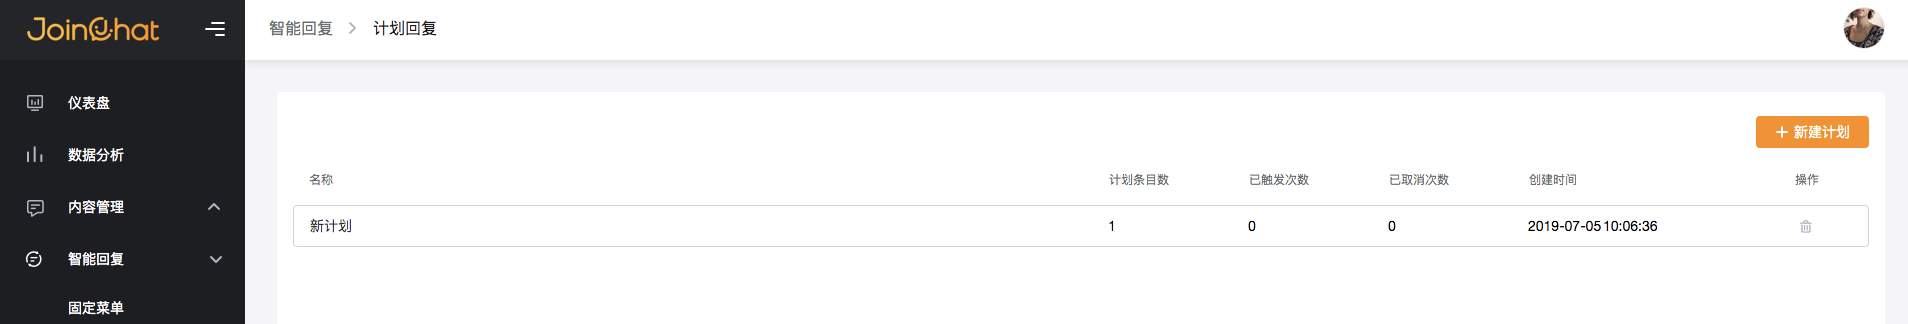 JoinChat
智能回复 > 计划回复
仪表盘
数据分析
内容管理
智能回复
固定菜单
+ 新建计划
名称 计划条目数 已触发次数 已取消次数 创建时间 操作
新计划 1 0 0 2019-07-05 10:06:36